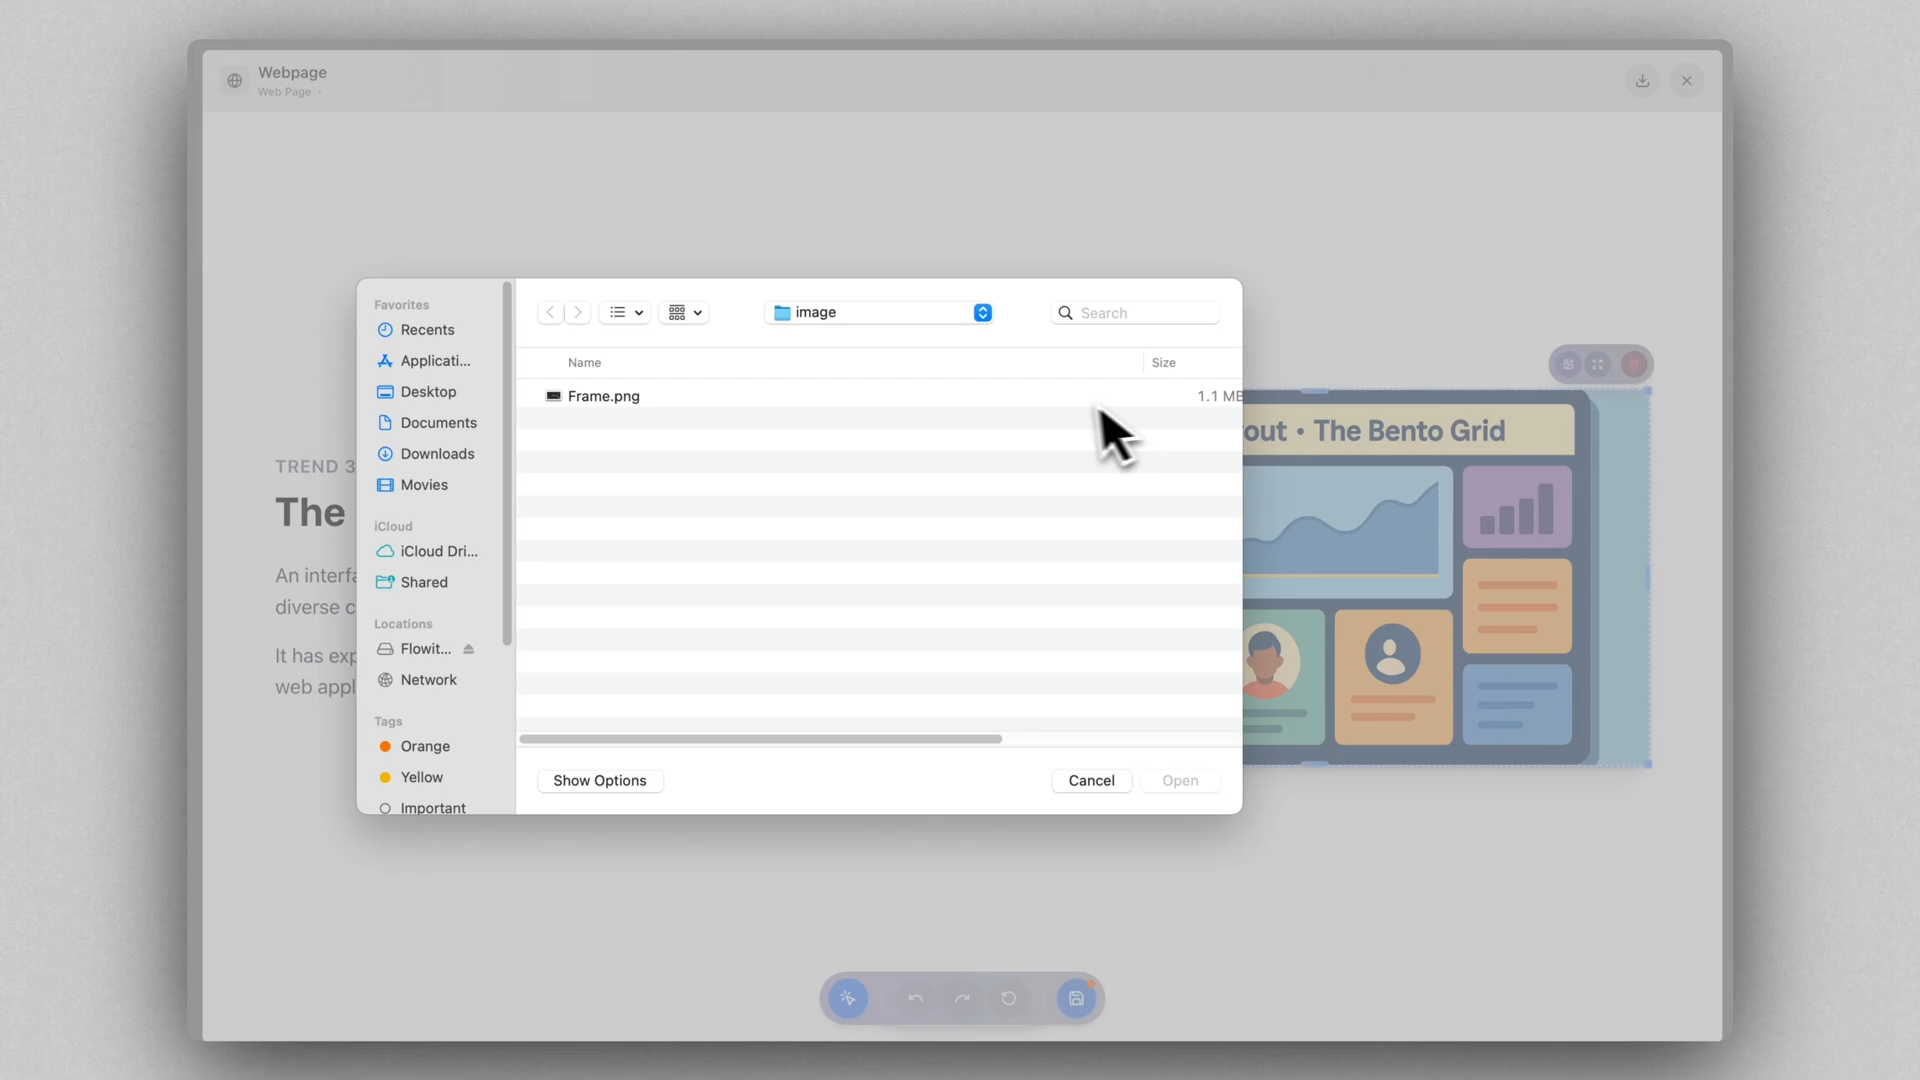 Webpage
Web Page
Favorites
Recents
Applicati...
Desktop
Documents
Downloads
Movies
iCloud
iCloud Dri...
Shared
Locations
Flowit...
Network
Tags
Orange
Yellow
Important
image
Search
Name
Size
Frame.png
1.1 MB
Show Options
Cancel
Open
TREND 3
The
An interfa
diverse c
It has exp
web appl
out • The Bento Grid